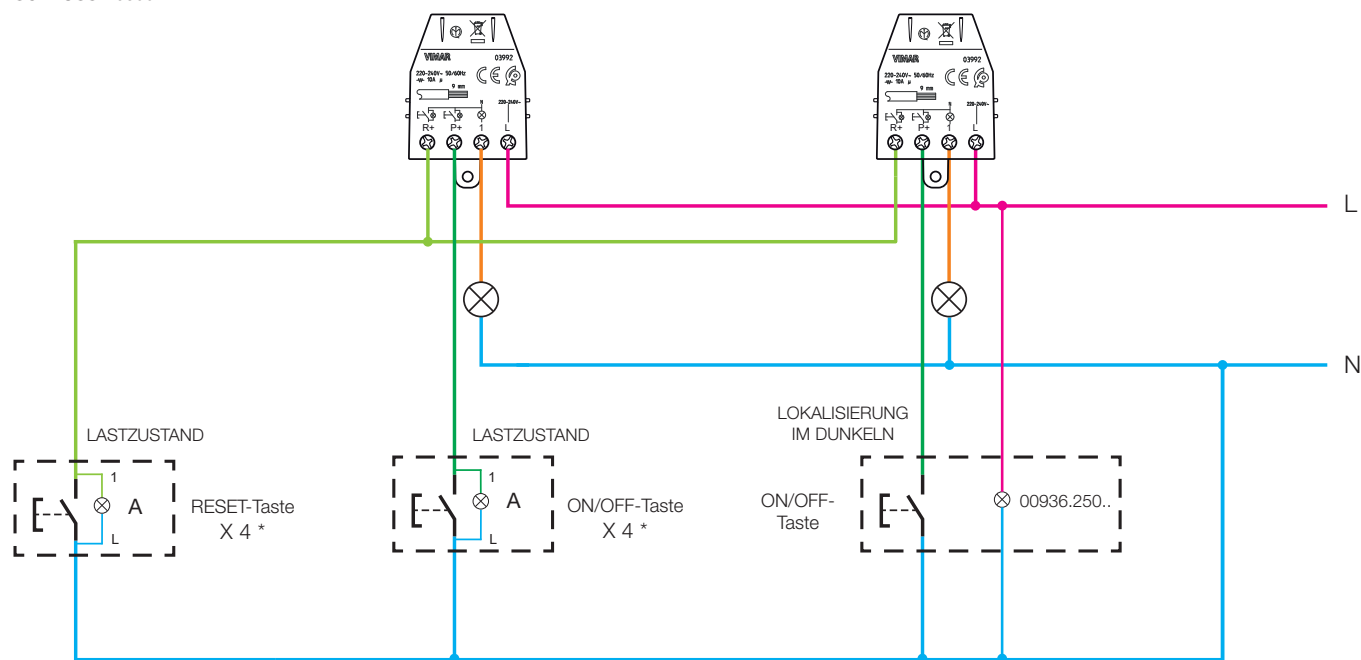 VIMAR 03992
220-240V~ 50/60Hz
10A µ
9 mm
N 220-240V~
R+ P+ 1 L
VIMAR 03992
220-240V~ 50/60Hz
10A µ
9 mm
N 220-240V~
R+ P+ 1 L
L
N
LASTZUSTAND
1
A
L
RESET-Taste
X 4 *
LASTZUSTAND
1
A
L
ON/OFF-Taste
X 4 *
LOKALISIERUNG
IM DUNKELN
ON/OFF-
Taste
00936.250..